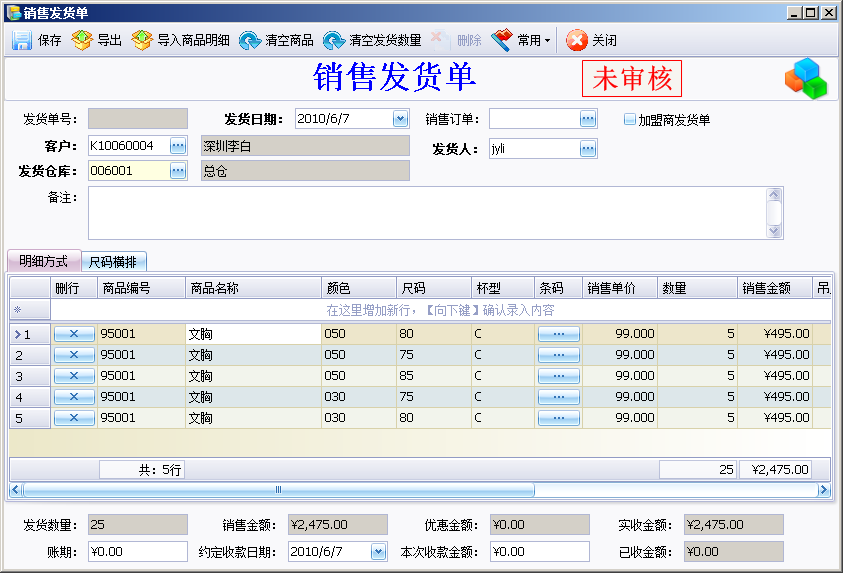 销售发货单
保存 导出 导入商品明细 清空商品 清空发货数量 删除 常用 关闭
销售发货单 未审核
发货单号： 发货日期： 2010/6/7 销售订单： 加盟商发货单
客户： K10060004 深圳李白 发货人： jyli
发货仓库： 006001 总仓
备注：
明细方式 尺码横排
删行 商品编号 商品名称 颜色 尺码 杯型 条码 销售单价 数量 销售金额 吊
在这里增加新行，【向下键】确认录入内容
1 95001 文胸 050 80 C 99.000 5 ¥495.00
2 95001 文胸 050 75 C 99.000 5 ¥495.00
3 95001 文胸 050 85 C 99.000 5 ¥495.00
4 95001 文胸 030 75 C 99.000 5 ¥495.00
5 95001 文胸 030 80 C 99.000 5 ¥495.00
共：5行 25 ¥2,475.00
发货数量： 25 销售金额： ¥2,475.00 优惠金额： ¥0.00 实收金额： ¥2,475.00
账期： ¥0.00 约定收款日期： 2010/6/7 本次收款金额： ¥0.00 已收金额： ¥0.00